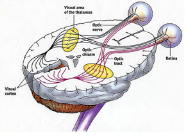 Visual area
of the thalamus
Optic
nerve
Optic
chiasm
Retina
Optic
tract
Visual
cortex